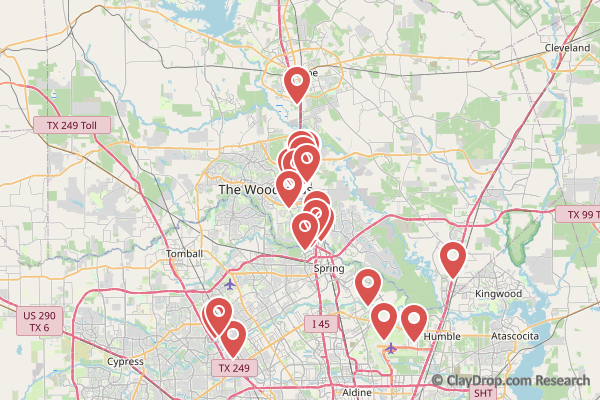 Cleveland
TX 249 Toll
The Woo
TX 99 T
Tomball
Spring
Kingwood
US 290
TX 6
I 45
Humble
Atascocita
Cypress
TX 249
Aldine
SHT
© ClayDrop.com Research